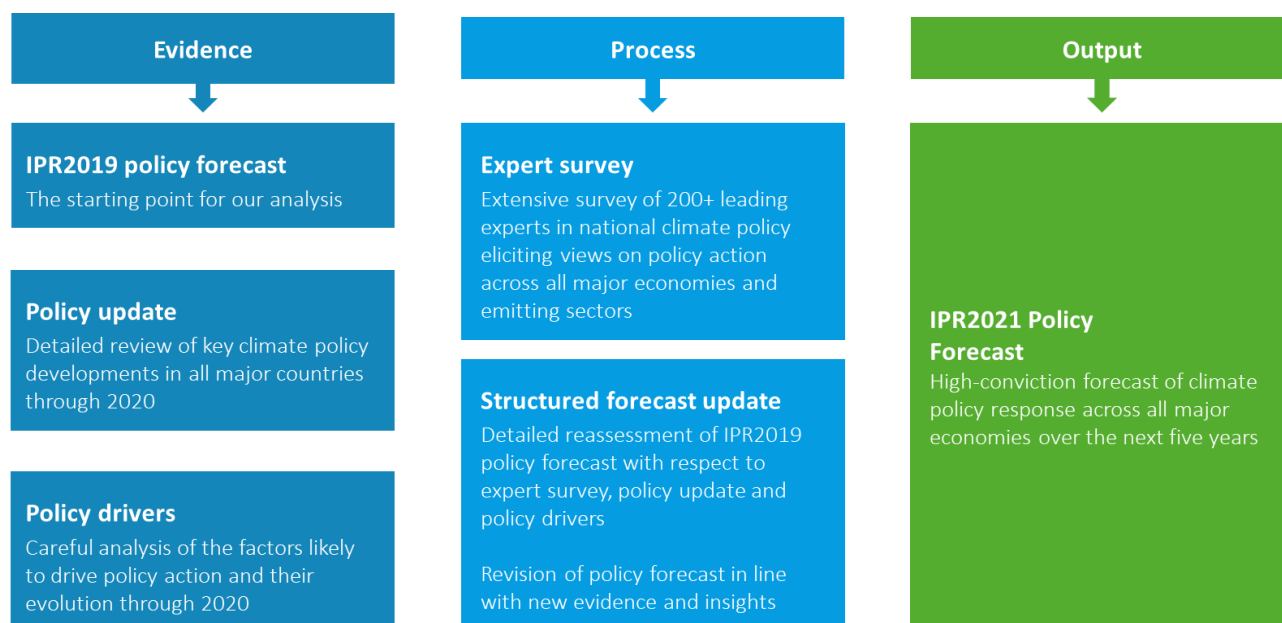 Evidence
IPR2019 policy forecast
The starting point for our analysis
Policy update
Detailed review of key climate policy
developments in all major countries
through 2020
Policy drivers
Careful analysis of the factors likely
to drive policy action and their
evolution through 2020
Process
Expert survey
Extensive survey of 200+ leading
experts in national climate policy
eliciting views on policy action
across all major economies and
emitting sectors
Structured forecast update
Detailed reassessment of IPR2019
policy forecast with respect to
expert survey, policy update and
policy drivers
Revision of policy forecast in line
with new evidence and insights
Output
IPR2021 Policy
Forecast
High-conviction forecast of climate
policy response across all major
economies over the next five years